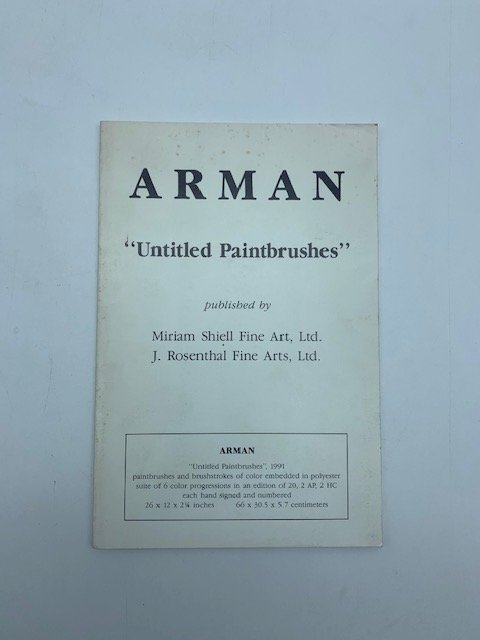 ARMAN
"Untitled Paintbrushes"
published by
Miriam Shiell Fine Art, Ltd.
J. Rosenthal Fine Arts, Ltd.
ARMAN
"Untitled Paintbrushes", 1991
paintbrushes and brushstrokes of color embedded in polyester
suite of 6 color progressions in an edition of 20, 2 AP, 2 HC
each hand signed and numbered
26 x 12 x 2¼ inches 66 x 30.5 x 5.7 centimeters